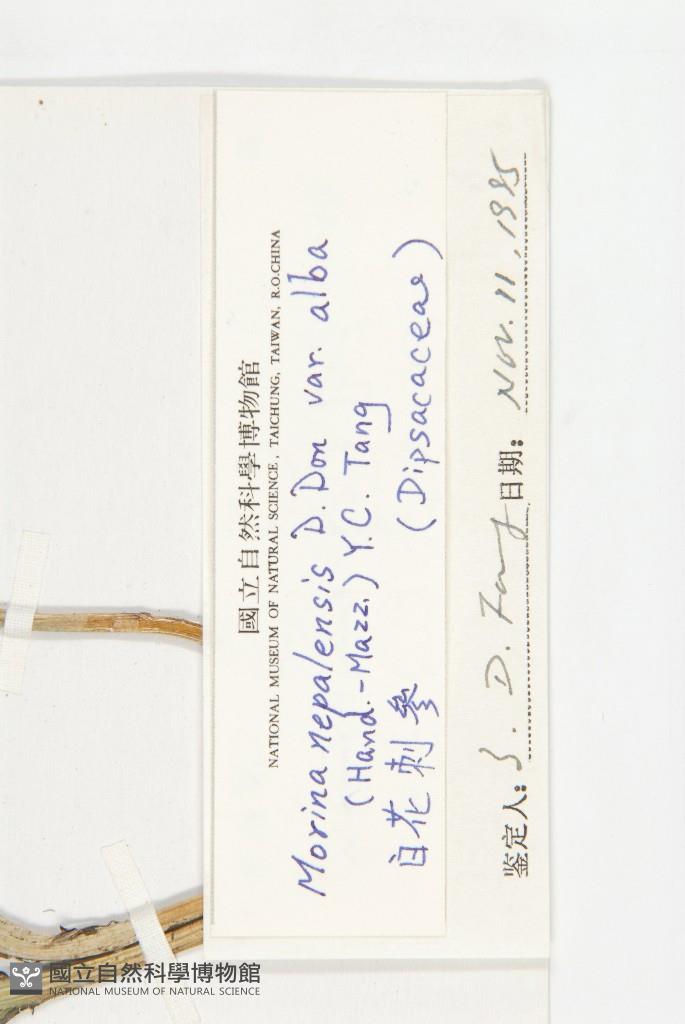 國立自然科學博物館
NATIONAL MUSEUM OF NATURAL SCIENCE, TAICHUNG, TAIWAN, R.O.CHINA
Morina nepalensis D. Don var. alba
(Hand.-Mazz.) Y.C. Tang
白花刺參 (Dipsacaceae)
鉴定人: D. 日期: Nov. 11, 1995
國立自然科學博物館
NATIONAL MUSEUM OF NATURAL SCIENCE